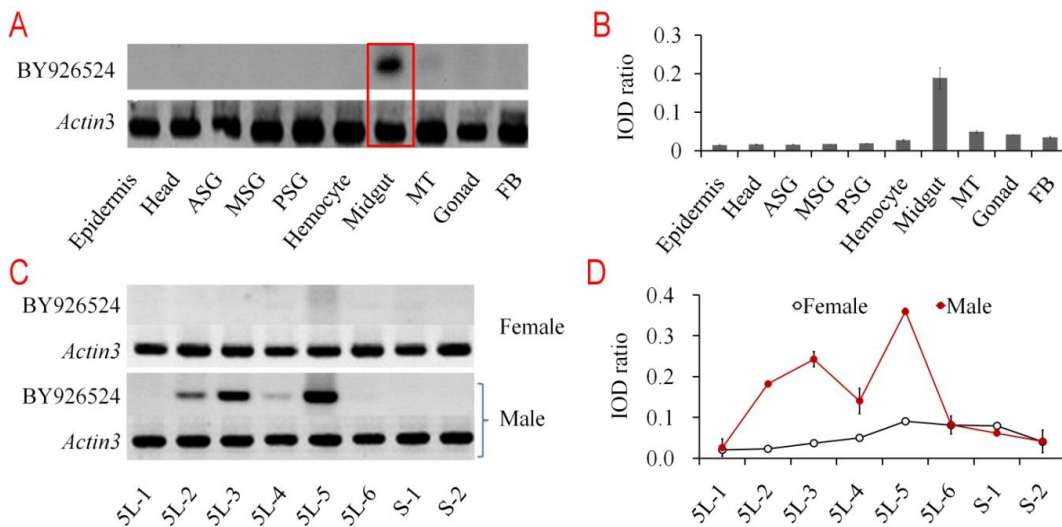 A
BY926524
Actin3
Epidermis
Head
ASG
MSG
PSG
Hemocyte
Midgut
MT
Gonad
FB
B
IOD ratio
0.3
0.2
0.1
0
Epidermis
Head
ASG
MSG
PSG
Hemocyte
Midgut
MT
Gonad
FB
C
BY926524
Actin3
Female
BY926524
Actin3
Male
5L-1
5L-2
5L-3
5L-4
5L-5
5L-6
S-1
S-2
D
IOD ratio
0.4
0.3
0.2
0.1
0.0
Female
Male
5L-1
5L-2
5L-3
5L-4
5L-5
5L-6
S-1
S-2